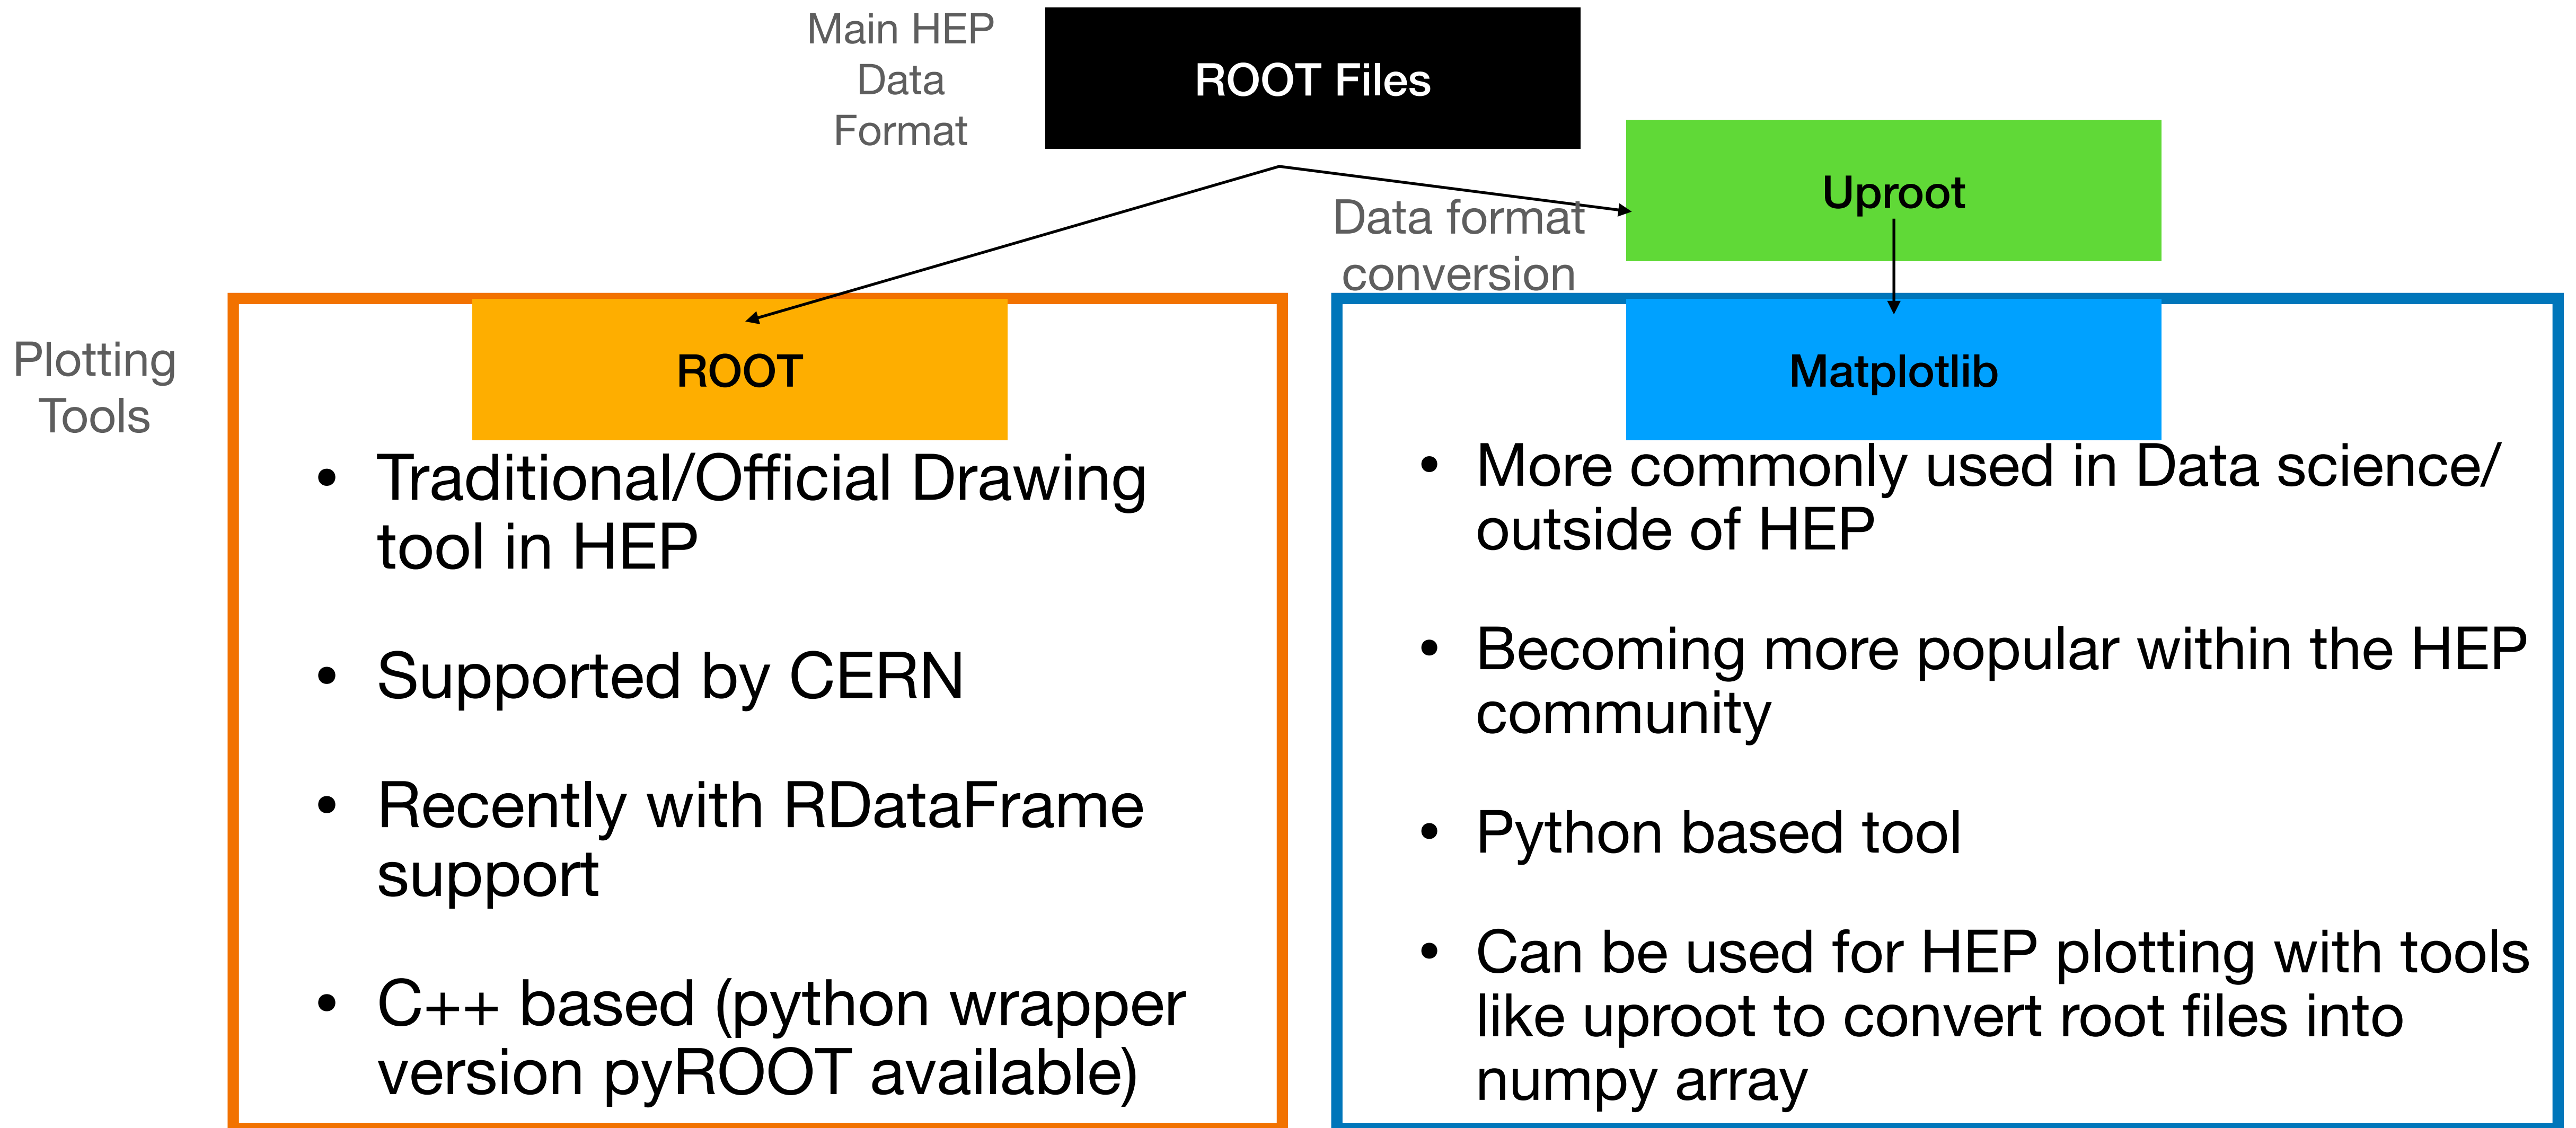 Main HEP
Data
Format
ROOT Files
Uproot
Data format
conversion
Plotting
Tools
ROOT
• Traditional/Official Drawing
tool in HEP
• Supported by CERN
• Recently with RDataFrame
support
• C++ based (python wrapper
version pyROOT available)
Matplotlib
• More commonly used in Data science/
outside of HEP
• Becoming more popular within the HEP
community
• Python based tool
• Can be used for HEP plotting with tools
like uproot to convert root files into
numpy array